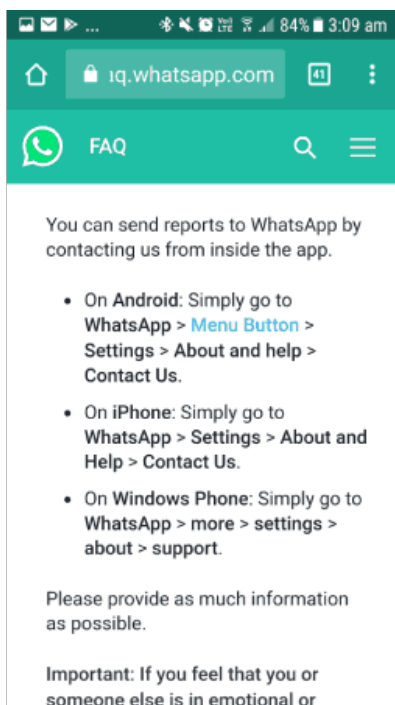 ... 84% 3:09 am
ıq.whatsapp.com 41
FAQ
You can send reports to WhatsApp by
contacting us from inside the app.
• On Android: Simply go to
WhatsApp > Menu Button >
Settings > About and help >
Contact Us.
• On iPhone: Simply go to
WhatsApp > Settings > About and
Help > Contact Us.
• On Windows Phone: Simply go to
WhatsApp > more > settings >
about > support.
Please provide as much information
as possible.
Important: If you feel that you or
someone else is in emotional or